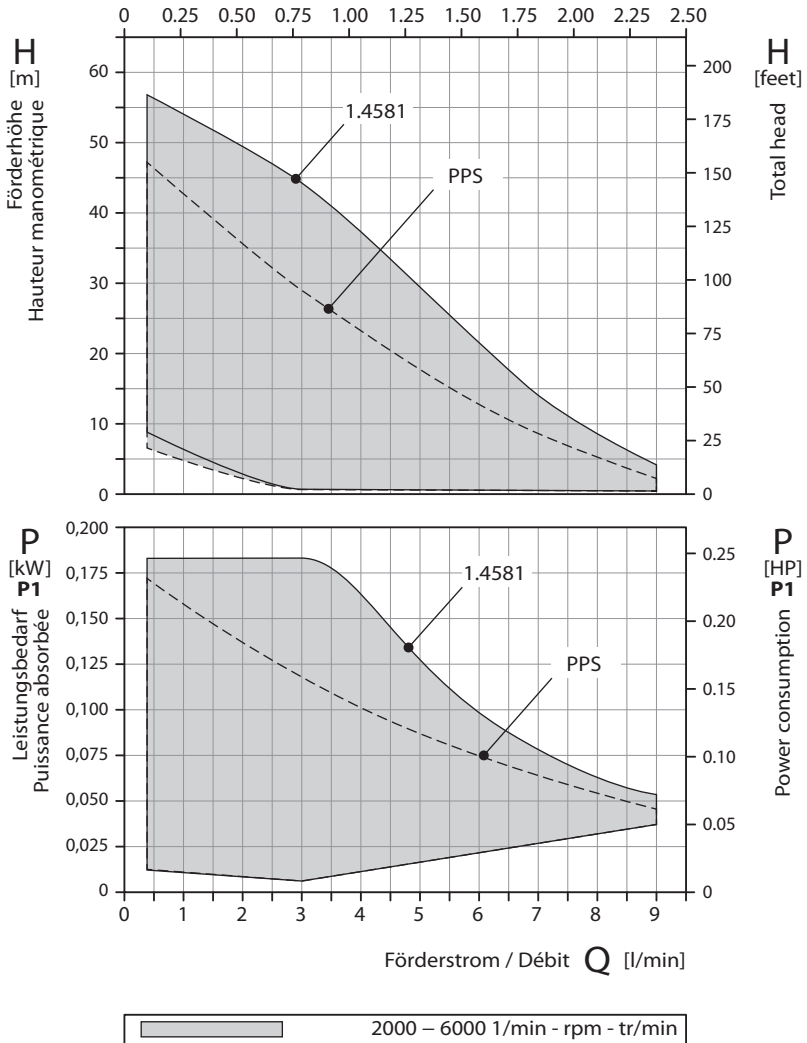 0 0.25 0.50 0.75 1.00 1.25 1.50 1.75 2.00 2.25 2.50
H
[m]
Förderhöhe
Hauteur manométrique
60
50
40
30
20
10
0
1.4581
PPS
H
[feet]
Total head
200
175
150
125
100
75
50
25
0
P
[kW]
P1
Leistungsbedarf
Puissance absorbée
0,200
0,175
0,150
0,125
0,100
0,075
0,050
0,025
0
1.4581
PPS
P
[HP]
P1
Power consumption
0.25
0.20
0.15
0.10
0.05
0
0 1 2 3 4 5 6 7 8 9
Förderstrom / Débit Q [l/min]
2000 – 6000 1/min - rpm - tr/min